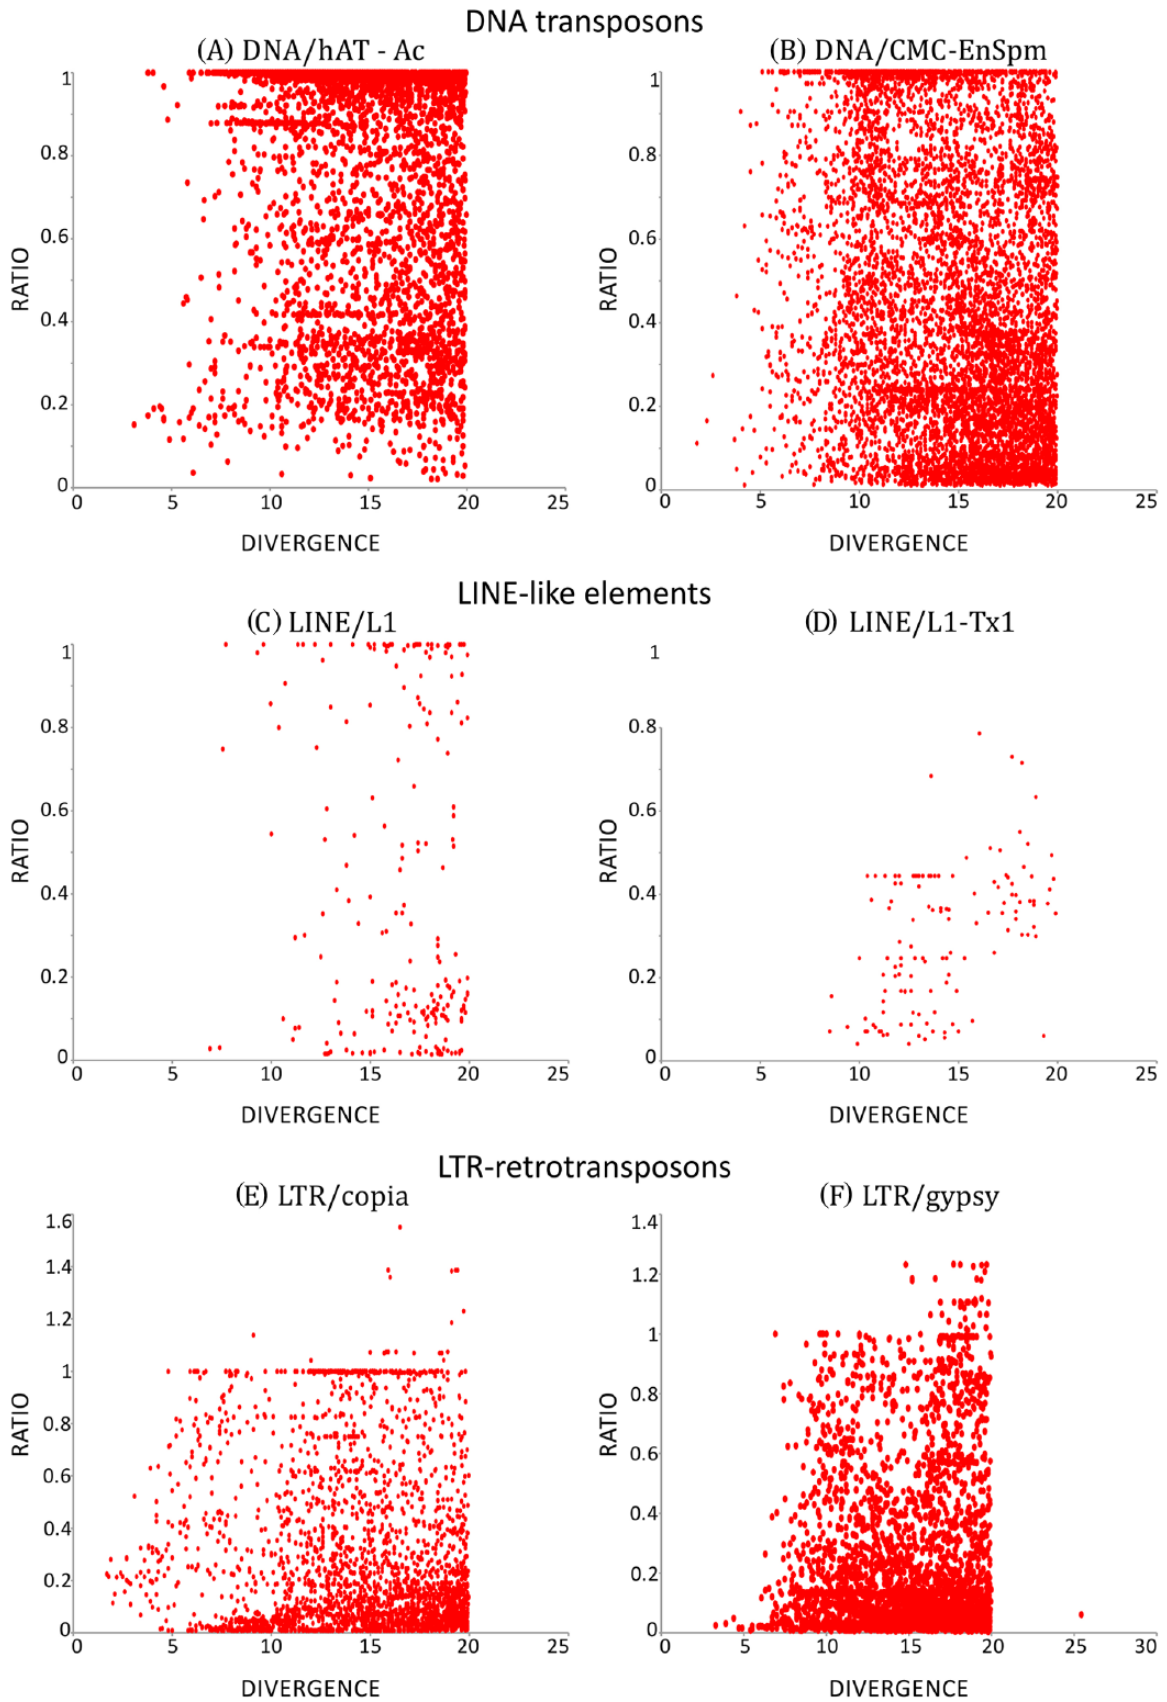 DNA transposons
(A) DNA/hAT - Ac
(B) DNA/CMC-EnSpm
1
0.8
0.6
0.4
0.2
0
RATIO
0 5 10 15 20 25
DIVERGENCE
1
0.8
0.6
0.4
0.2
0
RATIO
0 5 10 15 20 25
DIVERGENCE
LINE-like elements
(C) LINE/L1
(D) LINE/L1-Tx1
1
0.8
0.6
0.4
0.2
0
RATIO
0 5 10 15 20 25
DIVERGENCE
1
0.8
0.6
0.4
0.2
0
RATIO
0 5 10 15 20 25
DIVERGENCE
LTR-retrotransposons
(E) LTR/copia
(F) LTR/gypsy
1.6
1.4
1.2
1
0.8
0.6
0.4
0.2
0
RATIO
0 5 10 15 20 25
DIVERGENCE
1.4
1.2
1
0.8
0.6
0.4
0.2
0
RATIO
0 5 10 15 20 25 30
DIVERGENCE